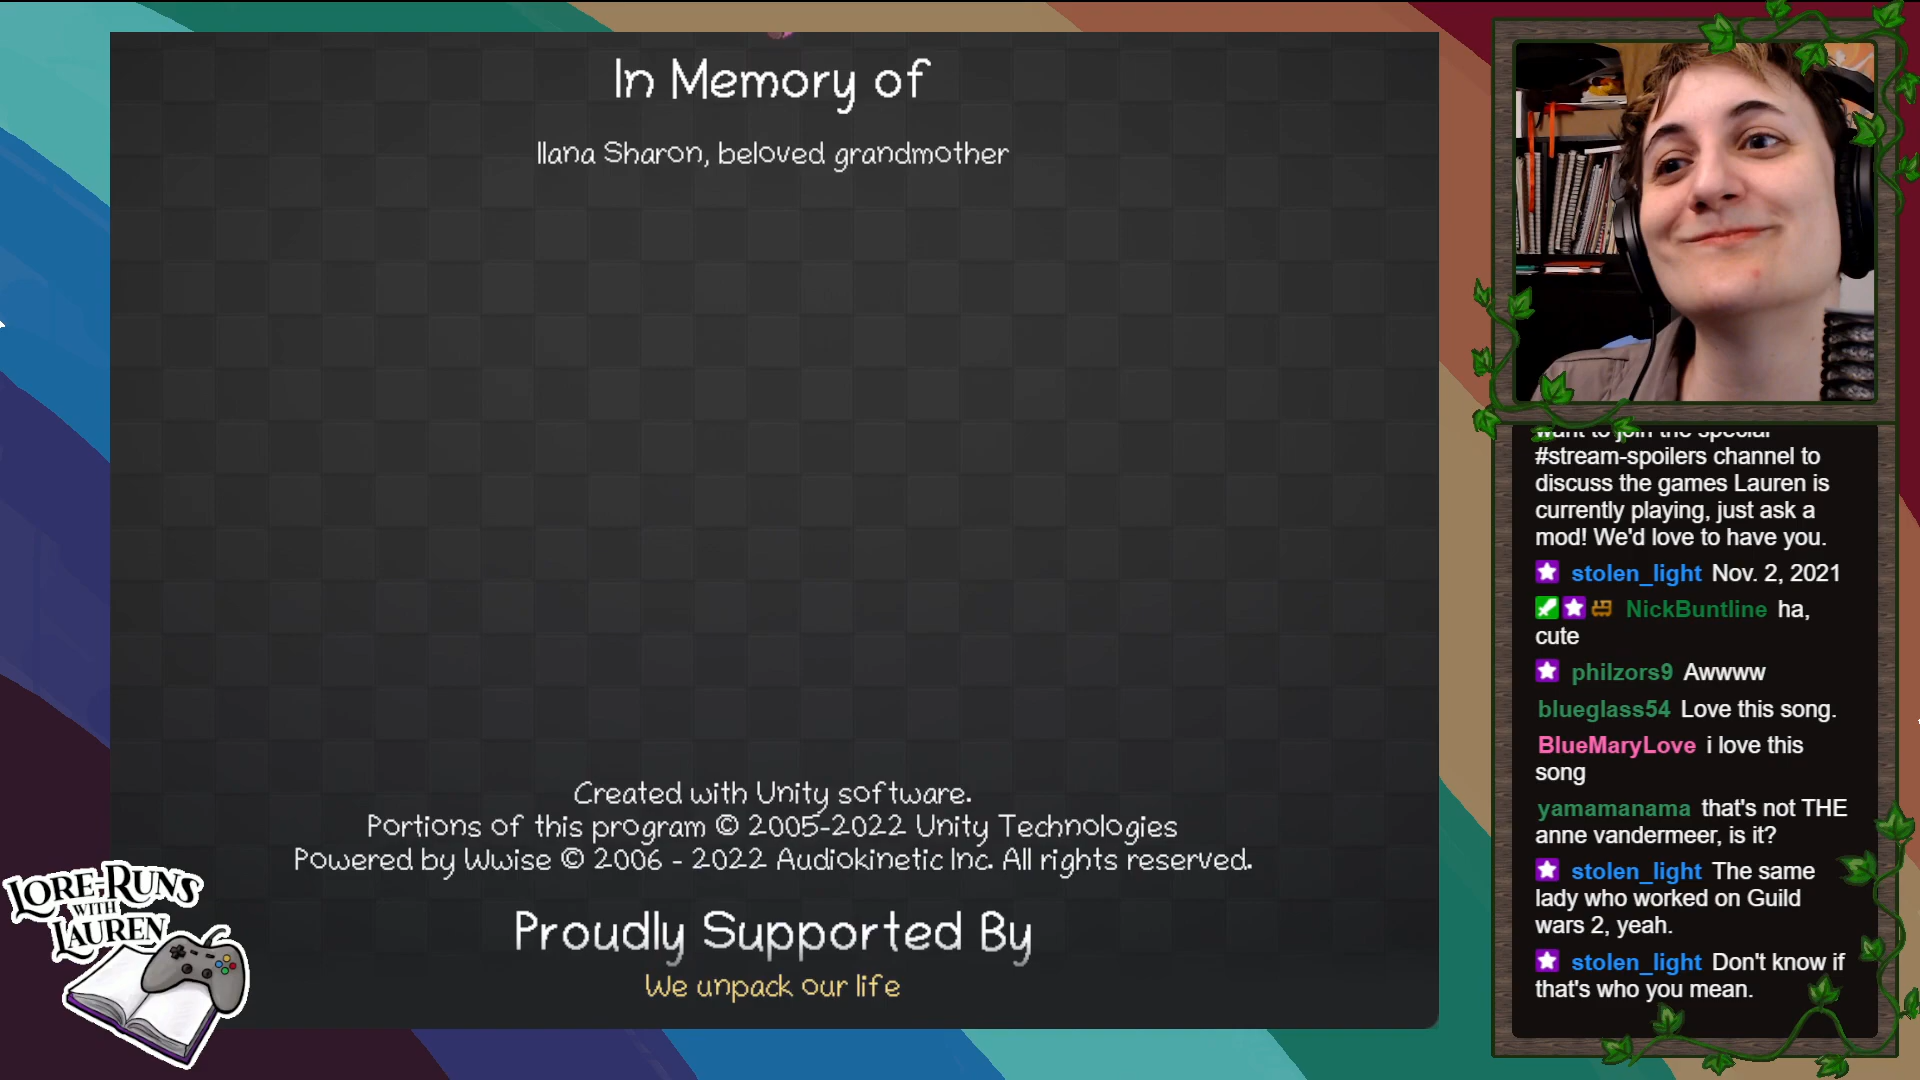 In Memory of
Ilana Sharon, beloved grandmother
Created with Unity software.
Portions of this program © 2005-2022 Unity Technologies
Powered by Wwise © 2006 - 2022 Audiokinetic Inc. All rights reserved.
Proudly Supported By
We unpack our life
LORE-RUNS
WITH
LAUREN
want to join the special
#stream-spoilers channel to
discuss the games Lauren is
currently playing, just ask a
mod! We'd love to have you.
stolen_light Nov. 2, 2021
NickBuntline ha,
cute
philzors9 Awwww
blueglass54 Love this song.
BlueMaryLove i love this
song
yamamanama that's not THE
anne vandermeer, is it?
stolen_light The same
lady who worked on Guild
wars 2, yeah.
stolen_light Don't know if
that's who you mean.